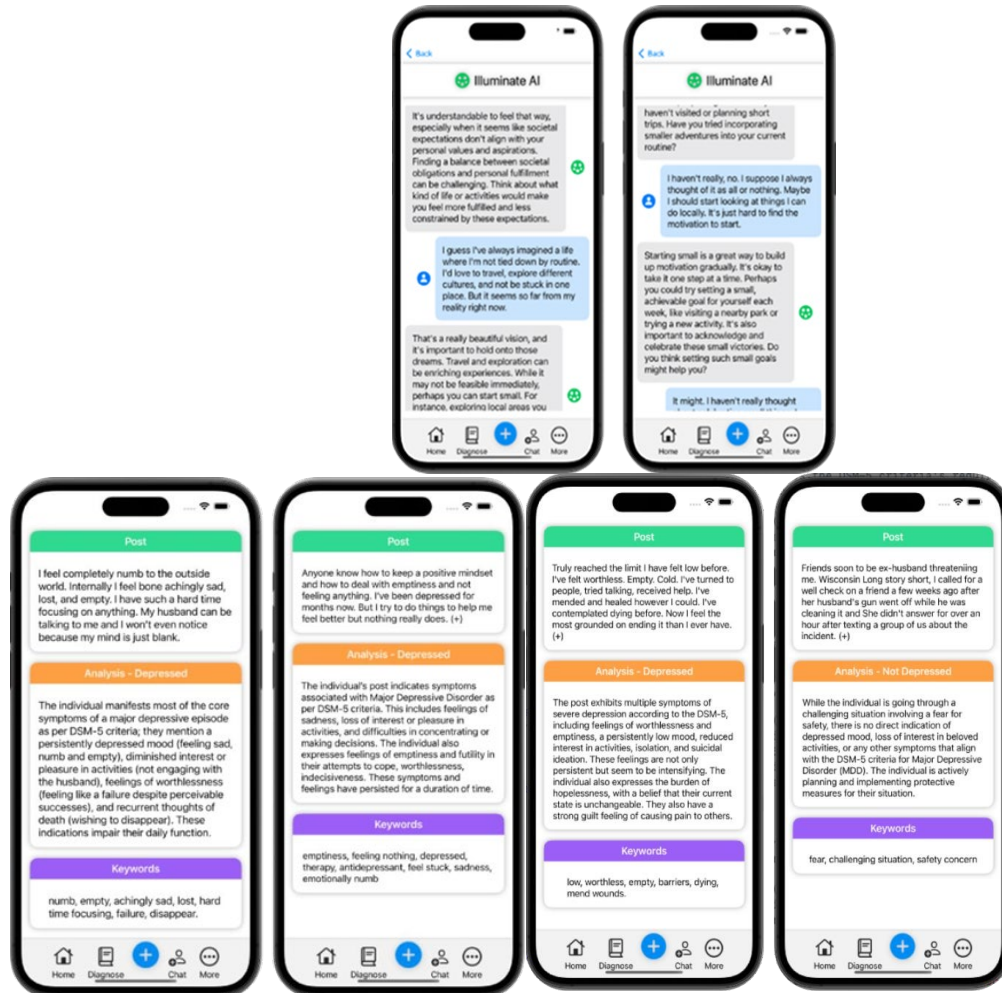 Back
Illuminate AI
It's understandable to feel that way,
especially when it seems like societal
expectations don't align with your
personal values and aspirations.
Finding a balance between societal
obligations and personal fulfillment
can be challenging. Think about what
kind of life or activities would make
you feel more fulfilled and less
constrained by these expectations.
I guess I've always imagined a life
where I'm not tied down by routine.
I'd love to travel, explore different
cultures, and not be stuck in one
place. But it seems so far from my
reality right now.
That's a really beautiful vision, and
it's important to hold onto those
dreams. Travel and exploration can
be enriching experiences. While it
may not be feasible immediately,
perhaps you can start small. For
instance, exploring local areas you
Home Diagnose Chat More
Back
Illuminate AI
haven't visited or planning short
trips. Have you tried incorporating
smaller adventures into your current
routine?
I haven't really, no. I suppose I always
thought of it as all or nothing. Maybe
I should start looking at things I can
do locally. It's just hard to find the
motivation to start.
Starting small is a great way to build
up motivation gradually. It's okay to
take it one step at a time. Perhaps
you could try setting a small,
achievable goal for yourself each
week, like visiting a nearby park or
trying a new activity. It's also
important to acknowledge and
celebrate these small victories. Do
you think setting such small goals
might help you?
It might. I haven't really thought
Home Diagnose Chat More
Post
I feel completely numb to the outside
world. Internally I feel bone achingly sad,
lost, and empty. I have such a hard time
focusing on anything. My husband can be
talking to me and I won't even notice
because my mind is just blank.
Analysis - Depressed
The individual manifests most of the core
symptoms of a major depressive episode
as per DSM-5 criteria; they mention a
persistently depressed mood (feeling sad,
numb and empty), diminished interest or
pleasure in activities (not engaging with
the husband), feelings of worthlessness
(feeling like a failure despite perceivable
successes), and recurrent thoughts of
death (wishing to disappear). These
indications impair their daily function.
Keywords
numb, empty, achingly sad, lost, hard
time focusing, failure, disappear.
Home Diagnose Chat More
Post
Anyone know how to keep a positive mindset
and how to deal with emptiness and not
feeling anything. I've been depressed for
months now. But I try to do things to help me
feel better but nothing really does. (+)
Analysis - Depressed
The individual's post indicates symptoms
associated with Major Depressive Disorder as
per DSM-5 criteria. This includes feelings of
sadness, loss of interest or pleasure in
activities, and difficulties in concentrating or
making decisions. The individual also
expresses feelings of emptiness and futility in
their attempts to cope, worthlessness,
indecisiveness. These symptoms and
feelings have persisted for a duration of time.
Keywords
emptiness, feeling nothing, depressed,
therapy, antidepressant, feel stuck, sadness,
emotionally numb
Home Diagnose Chat More
Post
Truly reached the limit I have felt low before.
I've felt worthless. Empty. Cold. I've turned to
people, tried talking, received help. I've
mended and healed however I could. I've
contemplated dying before. Now I feel the
most grounded on ending it than I ever have.
(+)
Analysis - Depressed
The post exhibits multiple symptoms of
severe depression according to the DSM-5,
including feelings of worthlessness and
emptiness, a persistently low mood, reduced
interest in activities, isolation, and suicidal
ideation. These feelings are not only
persistent but seem to be intensifying. The
individual also expresses the burden of
hopelessness, with a belief that their current
state is unchangeable. They also have a
strong guilt feeling of causing pain to others.
Keywords
low, worthless, empty, barriers, dying,
mend wounds.
Home Diagnose Chat More
Post
Friends soon to be ex-husband threateniing
me. Wisconsin Long story short, I called for a
well check on a friend a few weeks ago after
her husband's gun went off while he was
cleaning it and She didn't answer for over an
hour after texting a group of us about the
incident. (+)
Analysis - Not Depressed
While the individual is going through a
challenging situation involving a fear for
safety, there is no direct indication of
depressed mood, loss of interest in beloved
activities, or any other symptoms that align
with the DSM-5 criteria for Major Depressive
Disorder (MDD). The individual is actively
planning and implementing protective
measures for their situation.
Keywords
fear, challenging situation, safety concern
Home Diagnose Chat More